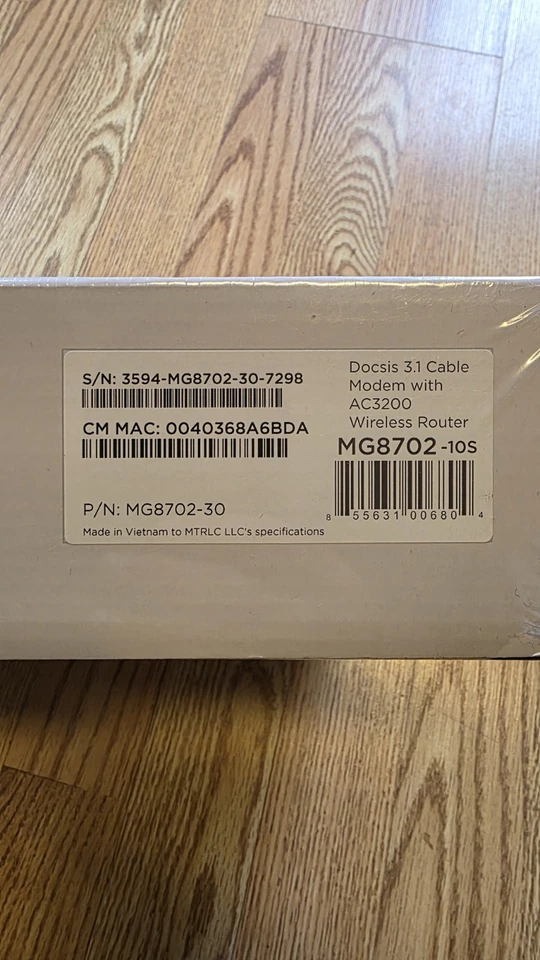 S/N: 3594-MG8702-30-7298
CM MAC: 0040368A6BDA
P/N: MG8702-30
Made in Vietnam to MTRLC LLC's specifications
Docsis 3.1 Cable
Modem with
AC3200
Wireless Router
MG8702 -10S
8 55631 00680 4